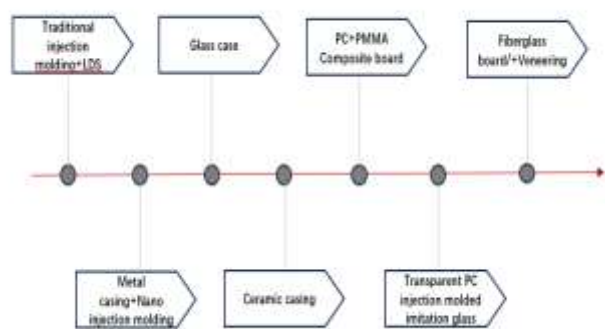 Traditional
injection
molding+LDS
Glass case
PC+PMMA
Composite board
Fiberglass
board/+Veneering
Metal
casing+Nano
injection molding
Ceramic casing
Transparent PC
injection molded
imitation glass